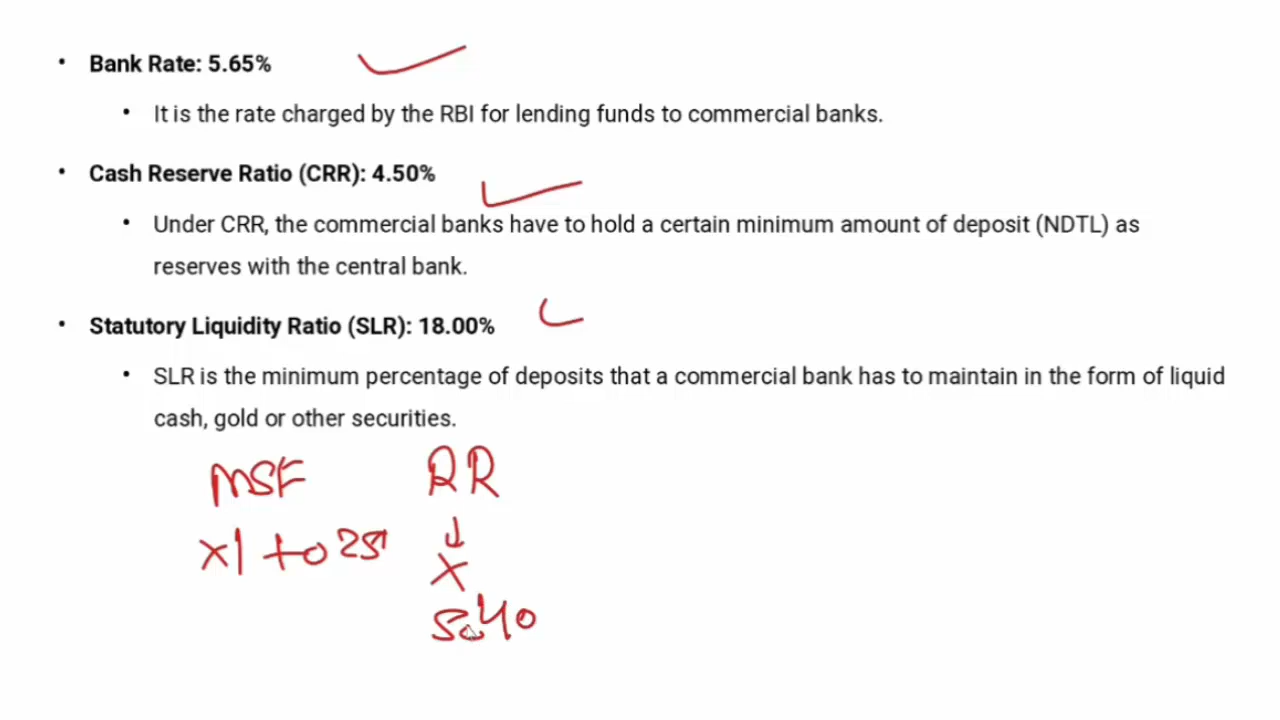 • Bank Rate: 5.65%
• It is the rate charged by the RBI for lending funds to commercial banks.
• Cash Reserve Ratio (CRR): 4.50%
• Under CRR, the commercial banks have to hold a certain minimum amount of deposit (NDTL) as
reserves with the central bank.
• Statutory Liquidity Ratio (SLR): 18.00%
• SLR is the minimum percentage of deposits that a commercial bank has to maintain in the form of liquid
cash, gold or other securities.
MSF RR
to X